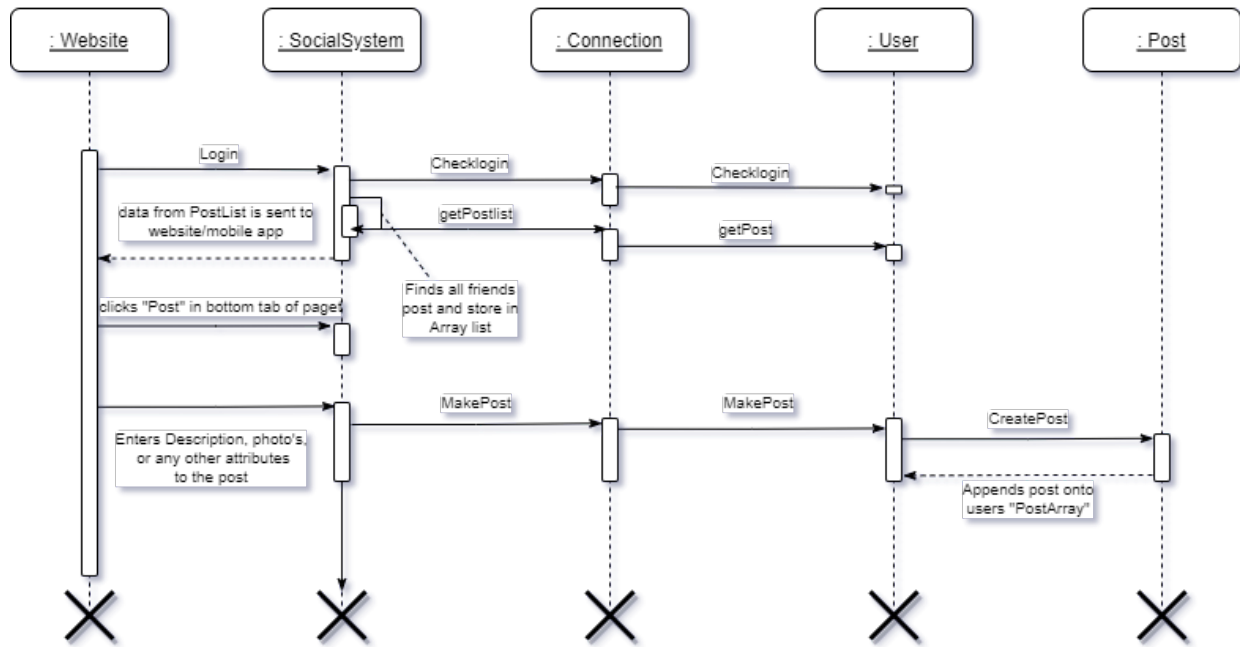 : Website
: SocialSystem
: Connection
: User
: Post
Login
Checklogin
Checklogin
data from PostList is sent to
website/mobile app
getPostlist
getPost
Finds all friends
post and store in
Array list
clicks "Post" in bottom tab of paget
MakePost
MakePost
CreatePost
Enters Description, photo's,
or any other attributes
to the post
Appends post onto
users "PostArray"